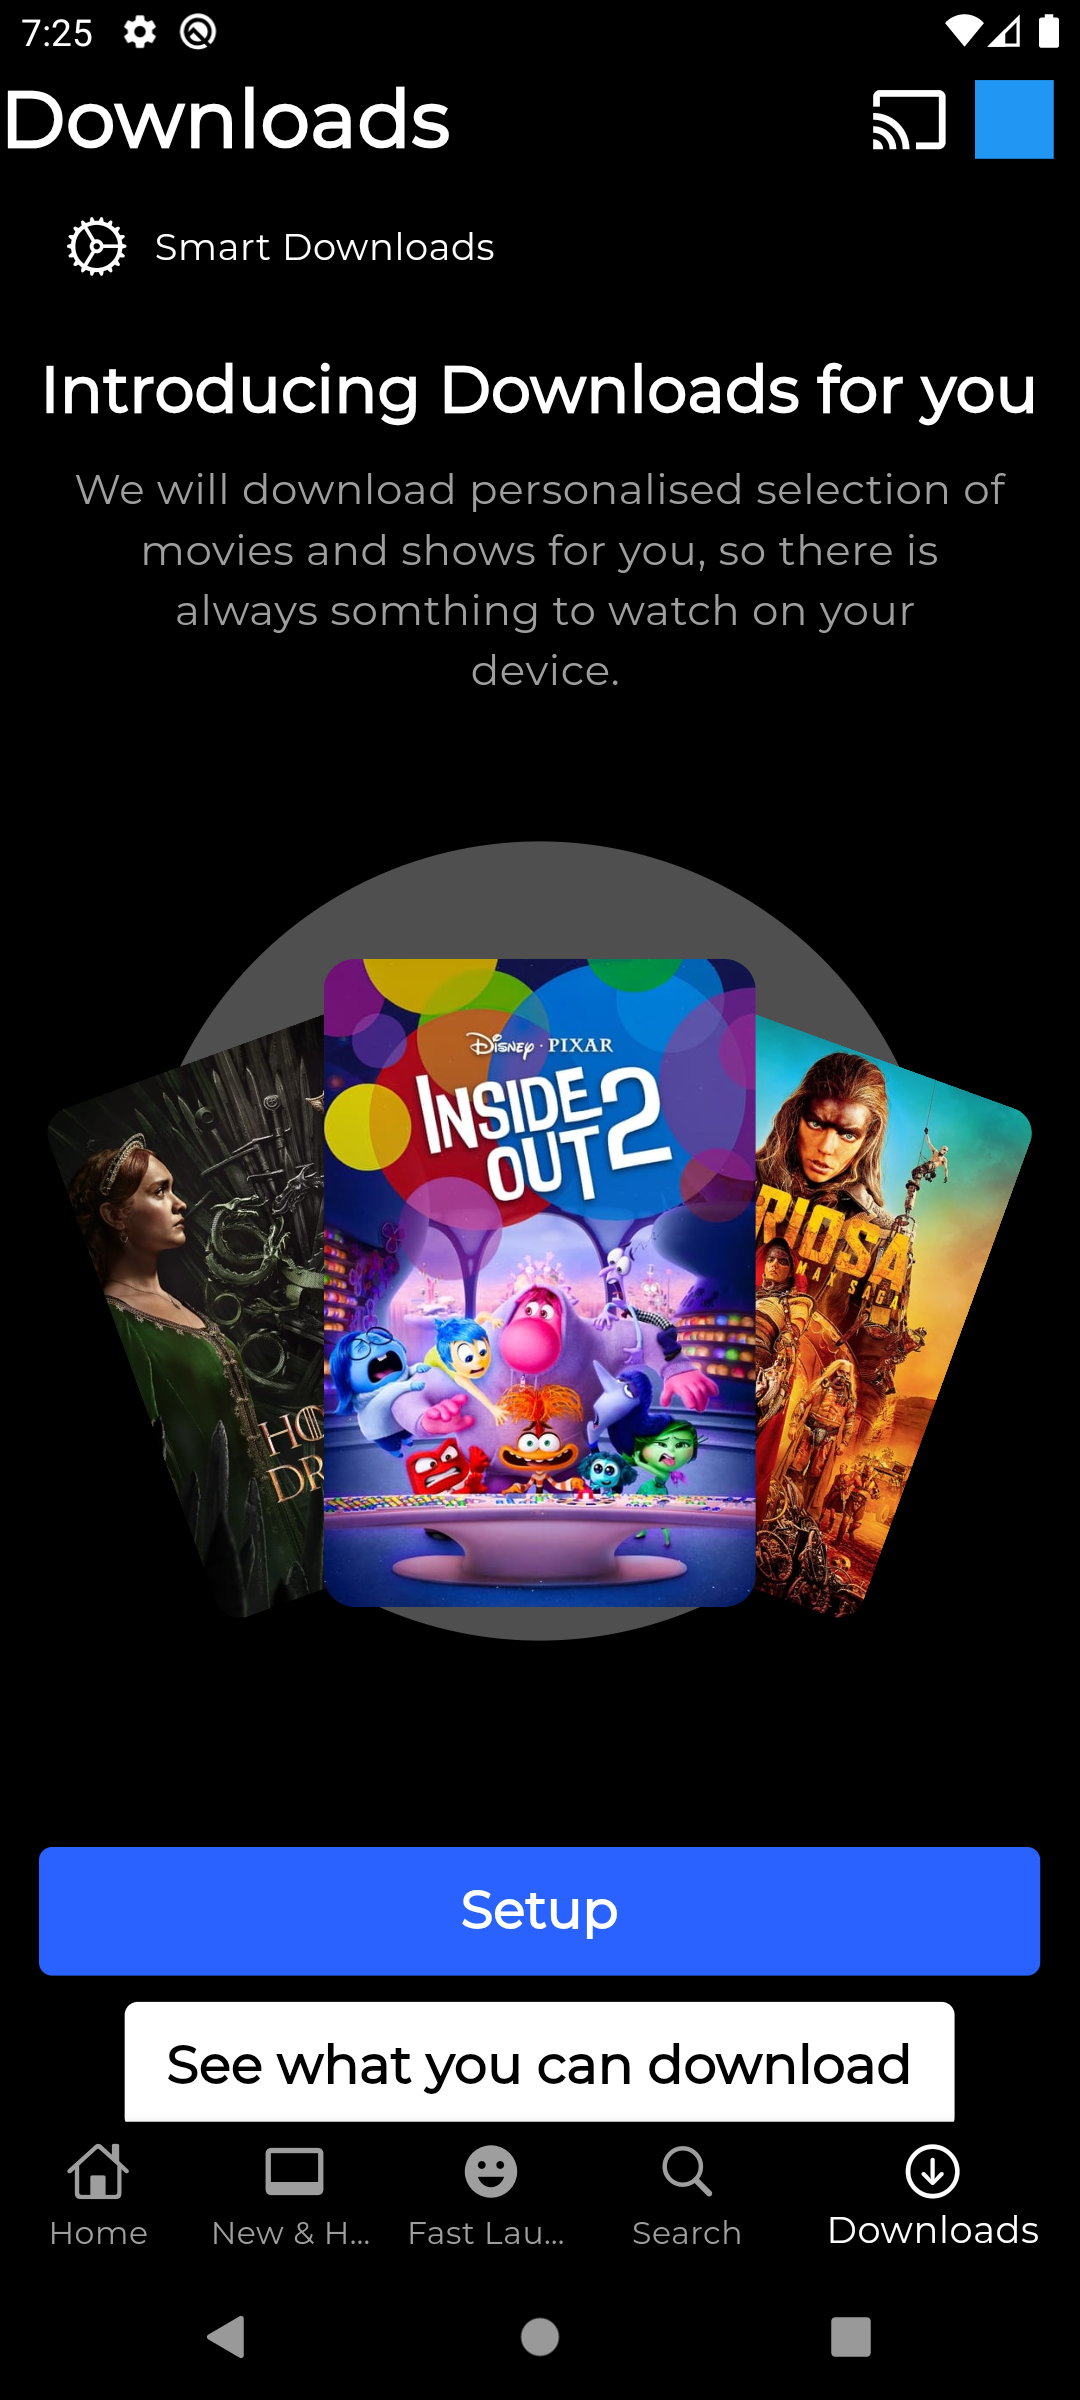 7:25
Downloads
Smart Downloads
Introducing Downloads for you
We will download personalised selection of
movies and shows for you, so there is
always somthing to watch on your
device.
Disney · PIXAR
INSIDE
OUT 2
RIOSA
MAX SAGA
HO
DR
Setup
See what you can download
Home
New & H...
Fast Lau...
Search
Downloads